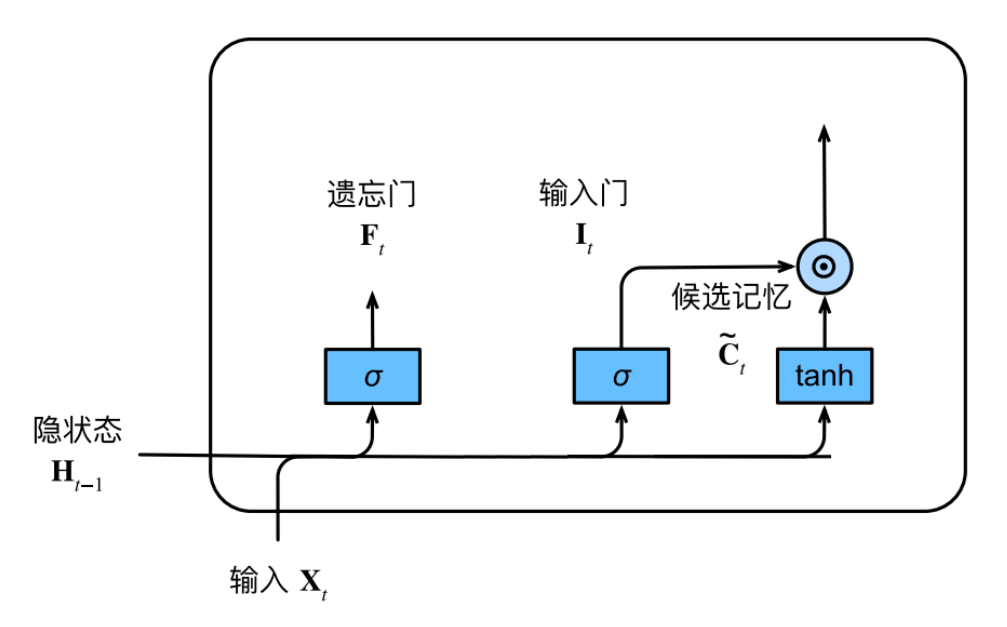 遗忘门
F_t
输入门
I_t
候选记忆
C̃_t
σ
σ
tanh
隐状态
H_{t−1}
输入 X_t